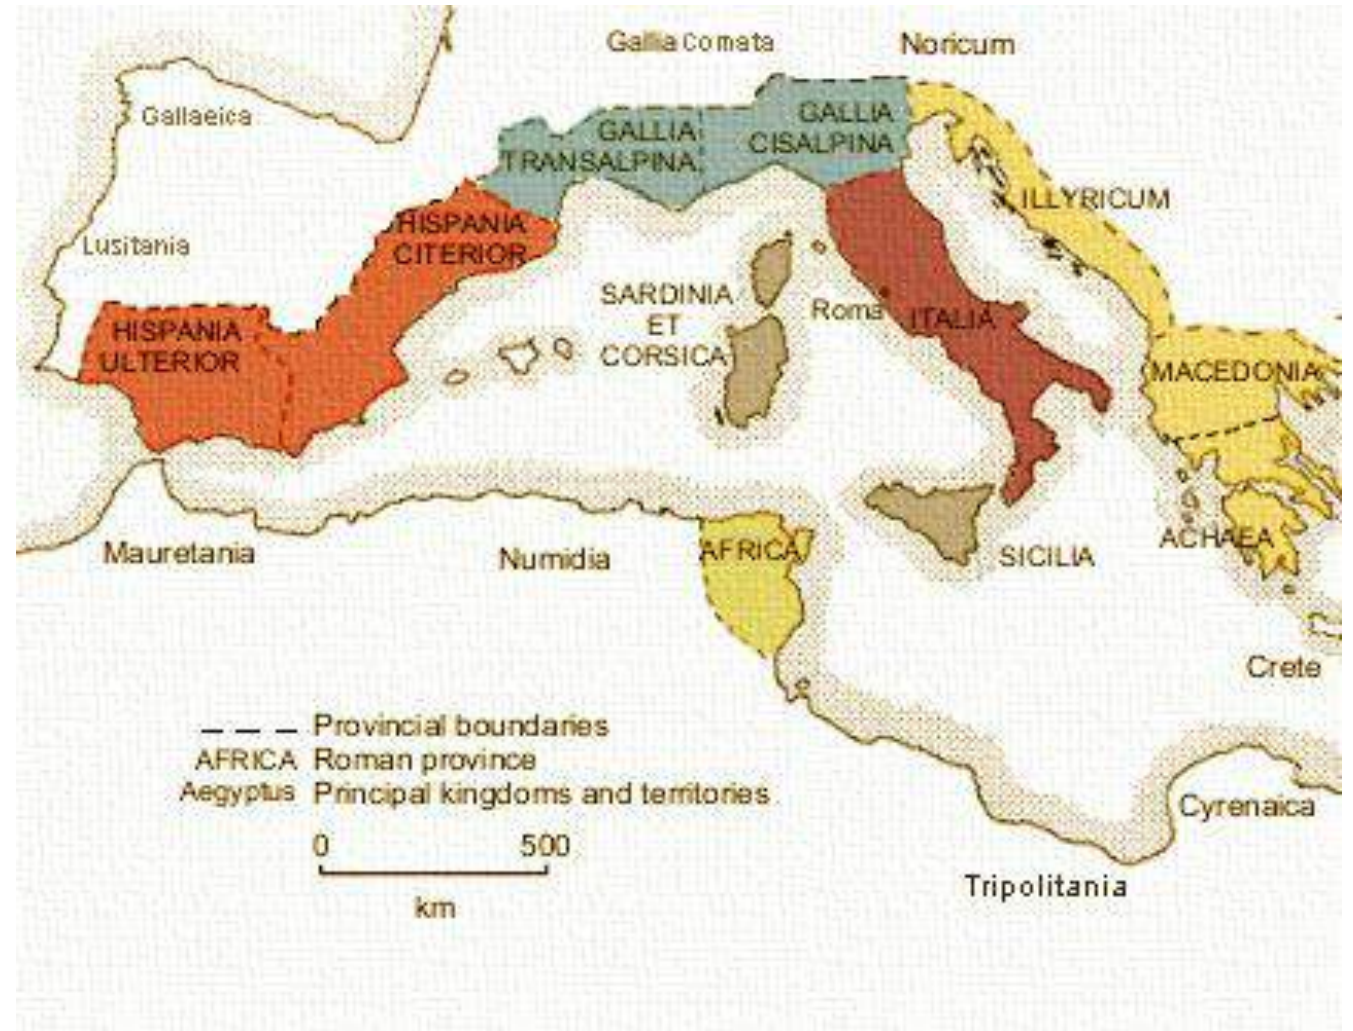 Gallia Comata
Noricum
Gallaeica
GALLIA
TRANSALPINA
GALLIA
CISALPINA
ILLYRICUM
HISPANIA
CITERIOR
Lusitania
SARDINIA
ET
CORSICA
Roma
ITALIA
HISPANIA
ULTERIOR
MACEDONIA
Mauretania
Numidia
AFRICA
SICILIA
ACHAEA
Crete
Provincial boundaries
AFRICA Roman province
Aegyptus Principal kingdoms and territories
0 500
km
Cyrenaica
Tripolitania